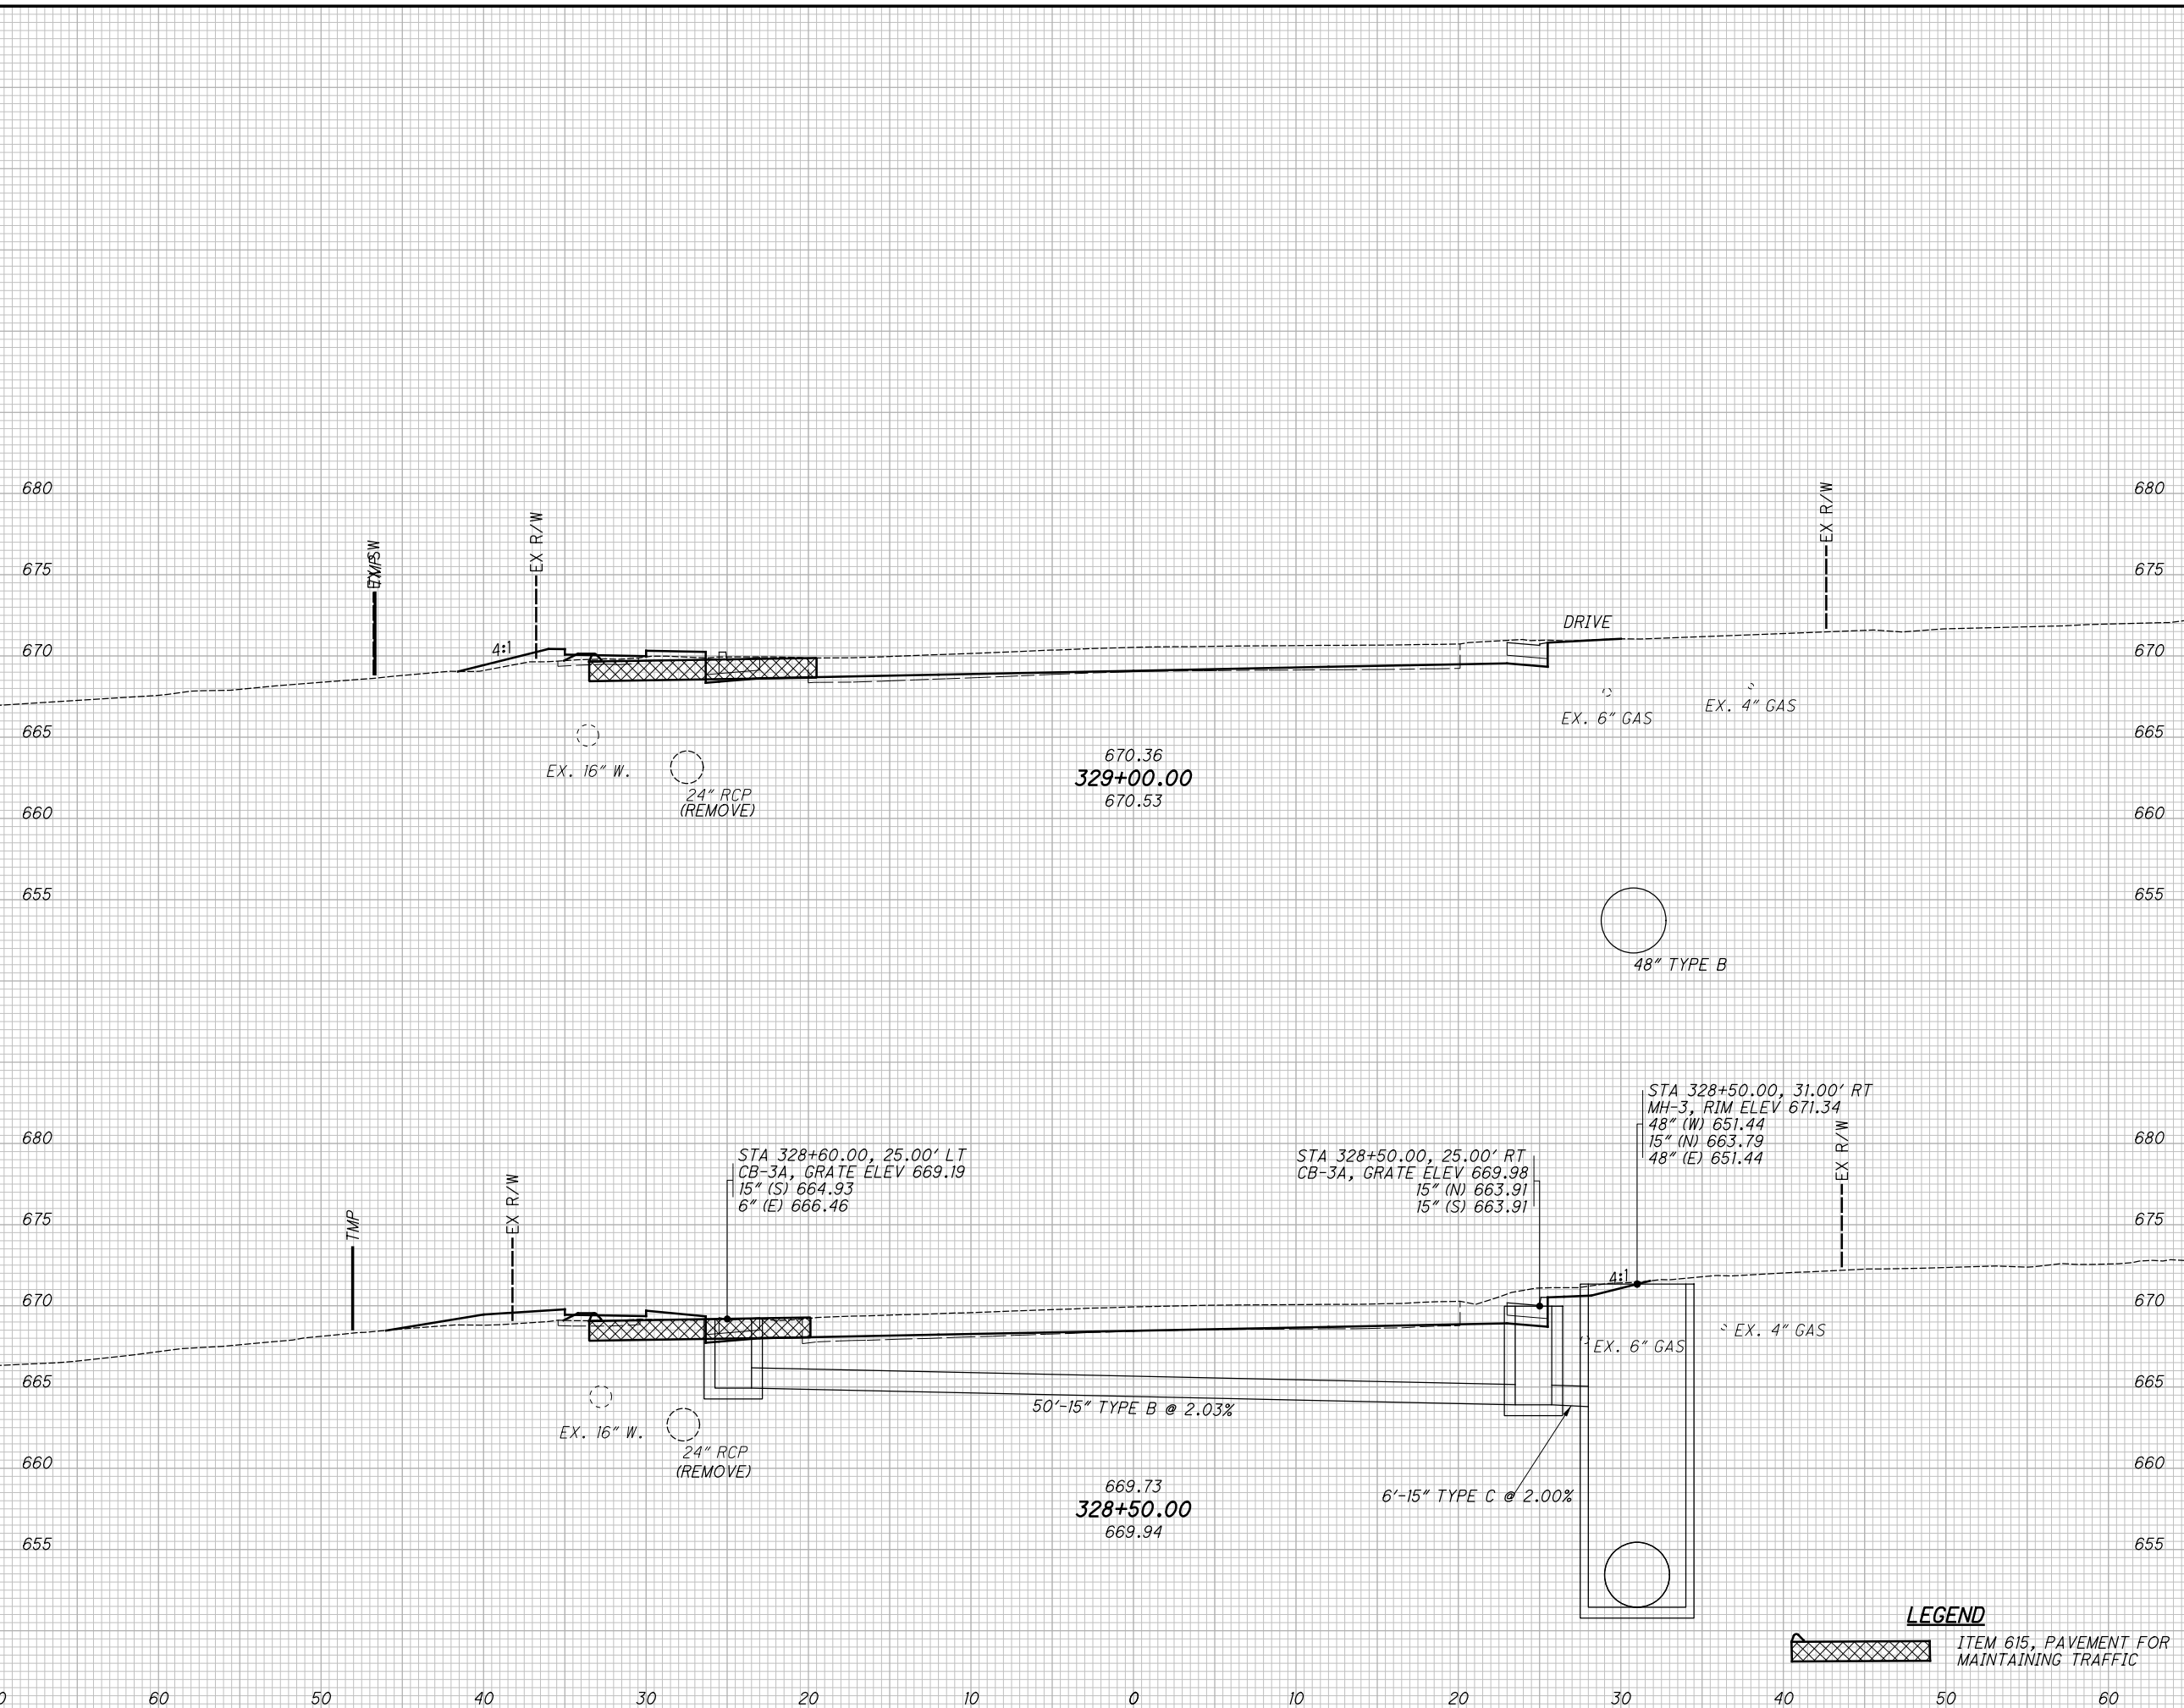 680 680
EX R/W
EX R/W
675 675
TMP
DRIVE
670 4:1 670
EX. 6" GAS
EX. 4" GAS
665 665
EX. 16" W.
670.36
329+00.00
670.53
24" RCP
(REMOVE)
660 660
655 655
48" TYPE B
STA 328+50.00, 31.00' RT
MH-3, RIM ELEV 671.34
48" (W) 651.44
15" (N) 663.79
48" (E) 651.44
680 680
EX R/W
EX R/W
STA 328+60.00, 25.00' LT
CB-3A, GRATE ELEV 669.19
15" (S) 664.93
6" (E) 666.46
STA 328+50.00, 25.00' RT
CB-3A, GRATE ELEV 669.98
15" (N) 663.91
15" (S) 663.91
675 675
TMP
4:1
670 670
EX. 6" GAS
EX. 4" GAS
665 665
50'-15" TYPE B @ 2.03%
EX. 16" W.
24" RCP
(REMOVE)
660 660
669.73
328+50.00
669.94
6'-15" TYPE C @ 2.00%
655 655
LEGEND
ITEM 615, PAVEMENT FOR
MAINTAINING TRAFFIC
60 50 40 30 20 10 0 10 20 30 40 50 60